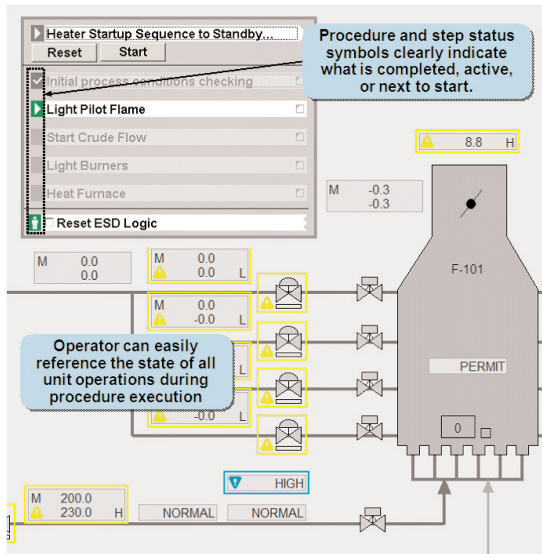 Heater Startup Sequence to Standby...
Reset Start
Initial process conditions checking
Light Pilot Flame
Start Crude Flow
Light Burners
Heat Furnace
Reset ESD Logic
Procedure and step status
symbols clearly indicate
what is completed, active,
or next to start.
8.8 H
M -0.3
-0.3
F-101
M 0.0
0.0
M 0.0
0.0 L
M 0.0
-0.0 L
Operator can easily
reference the state of all
unit operations during
procedure execution
L
L
-0.0
PERMIT
0
HIGH
M 200.0
230.0 H
NORMAL
NORMAL